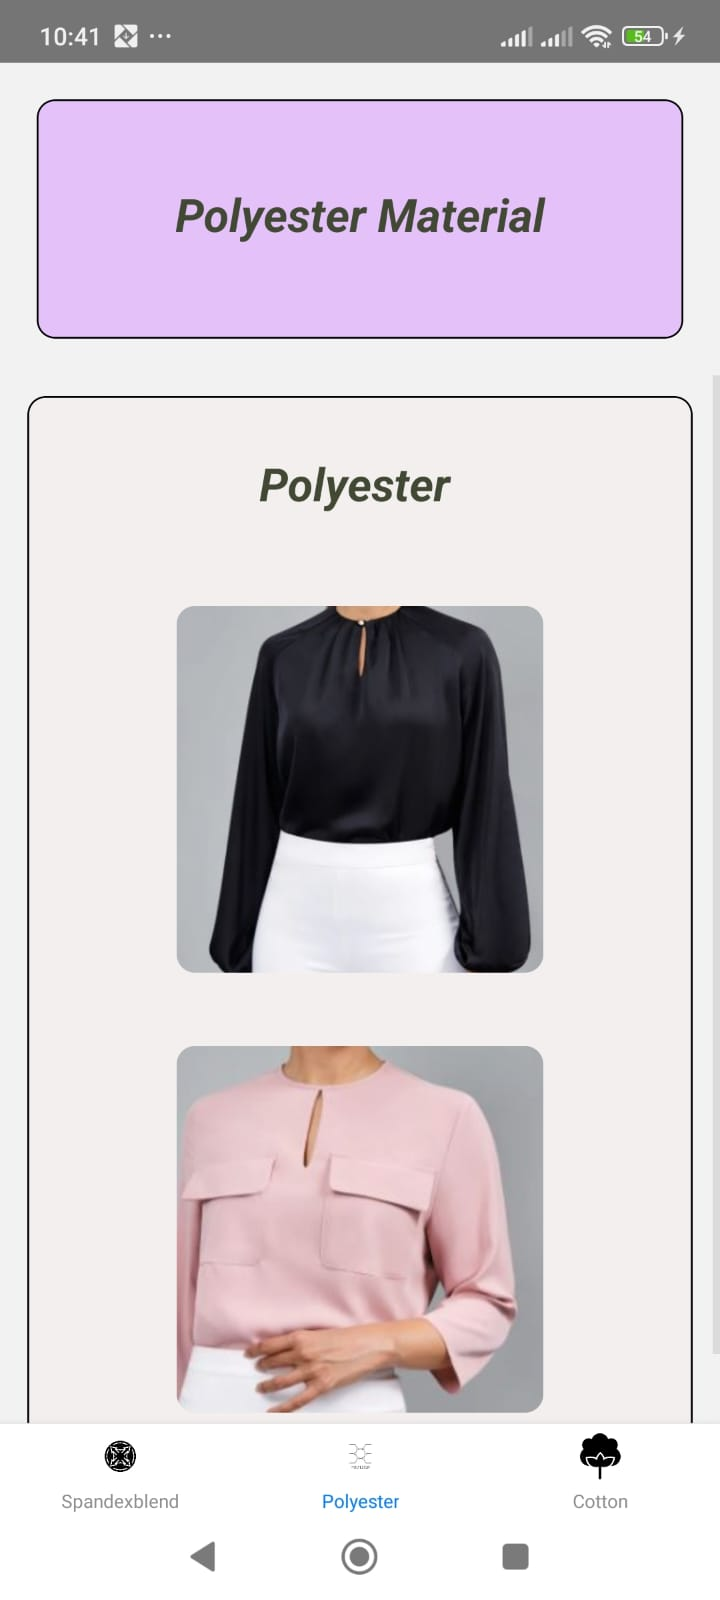 10:41
54
Polyester Material
Polyester
Spandexblend
Polyester
Cotton